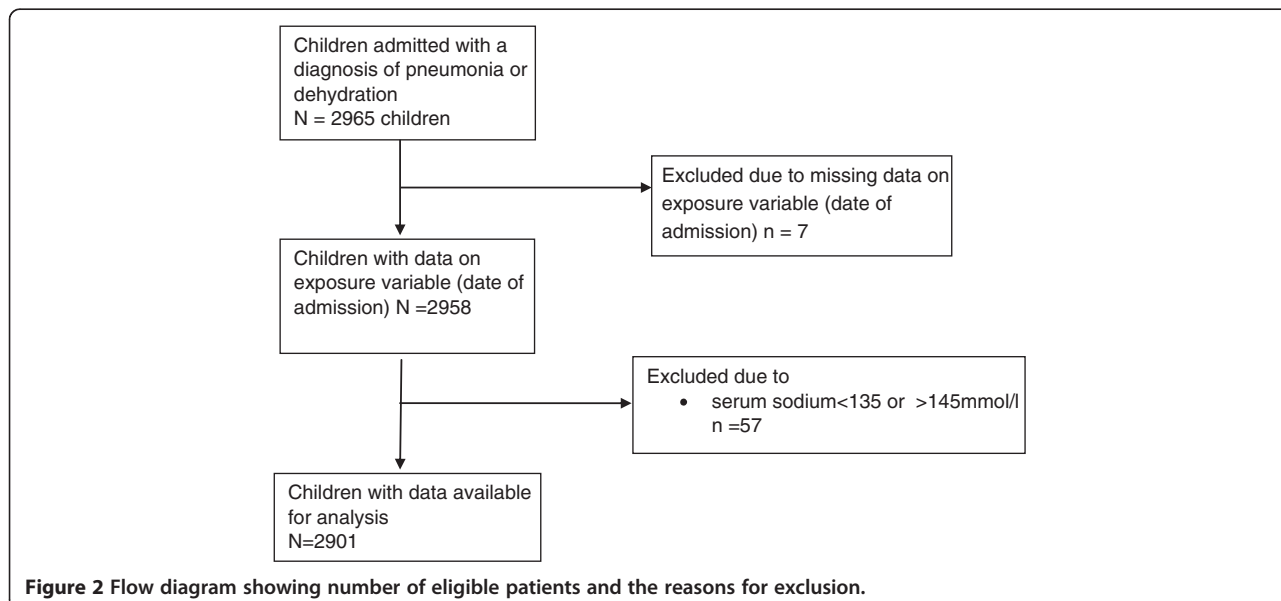 Children admitted with a
diagnosis of pneumonia or
dehydration
N = 2965 children
Excluded due to missing data on
exposure variable (date of
admission) n = 7
Children with data on
exposure variable (date of
admission) N =2958
Excluded due to
• serum sodium<135 or >145mmol/l
n =57
Children with data available
for analysis
N=2901
Figure 2 Flow diagram showing number of eligible patients and the reasons for exclusion.